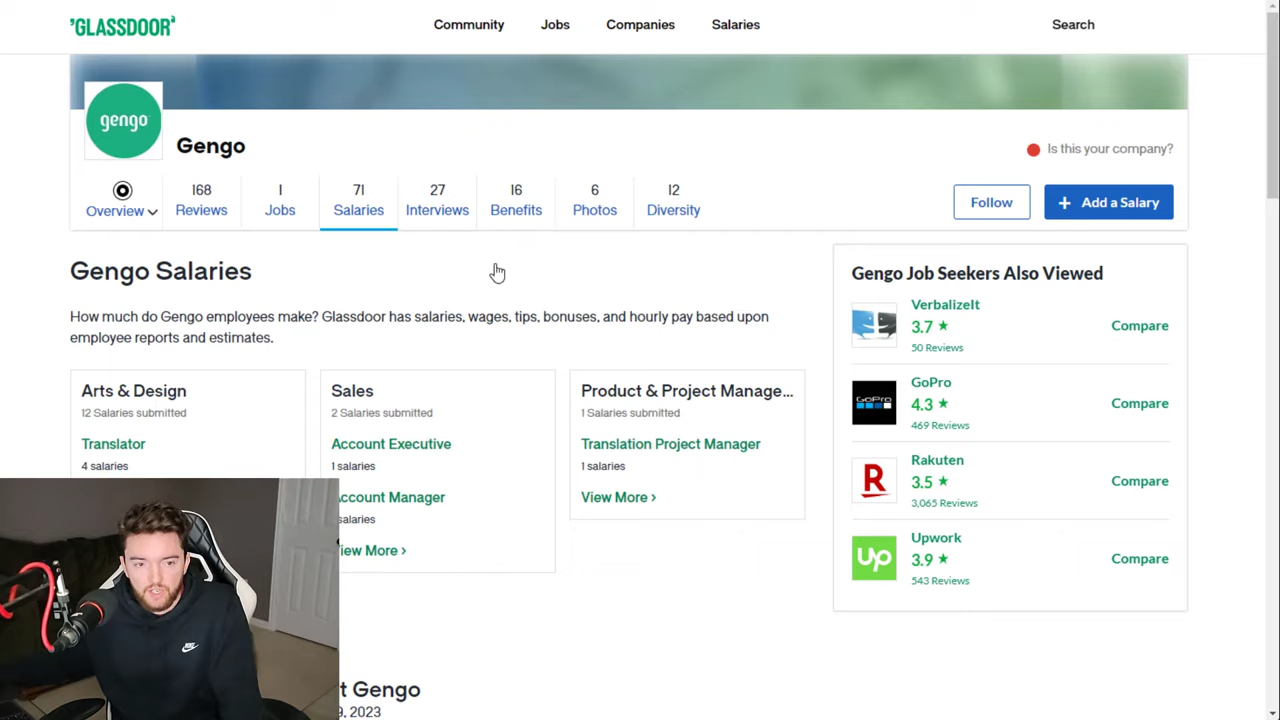 'GLASSDOOR'
Community
Jobs
Companies
Salaries
Search
gengo
Gengo
Is this your company?
Overview
168
Reviews
1
Jobs
71
Salaries
27
Interviews
16
Benefits
6
Photos
12
Diversity
Follow
+ Add a Salary
Gengo Salaries
How much do Gengo employees make? Glassdoor has salaries, wages, tips, bonuses, and hourly pay based upon
employee reports and estimates.
Arts & Design
12 Salaries submitted
Translator
4 salaries
Sales
2 Salaries submitted
Account Executive
1 salaries
Account Manager
salaries
View More ›
Product & Project Manage...
1 Salaries submitted
Translation Project Manager
1 salaries
View More ›
Gengo Job Seekers Also Viewed
VerbalizeIt
3.7 ★
50 Reviews
Compare
GoPro
GoPro
4.3 ★
469 Reviews
Compare
R
Rakuten
3.5 ★
3,065 Reviews
Compare
Up
Upwork
3.9 ★
543 Reviews
Compare
t Gengo
9, 2023